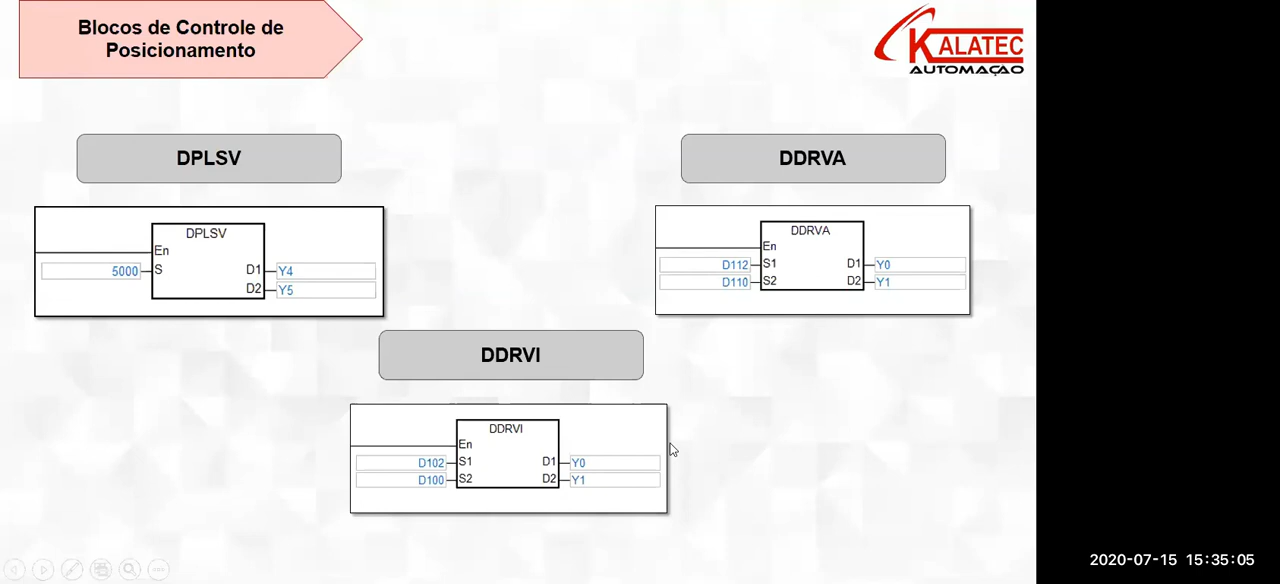 Blocos de Controle de
Posicionamento
KALATEC
AUTOMAÇÃO
DPLSV
DPLSV
En
5000 S D1 Y4
D2 Y5
DDRVA
DDRVA
En
D112 S1 D1 Y0
D110 S2 D2 Y1
DDRVI
DDRVI
En
D102 S1 D1 Y0
D100 S2 D2 Y1
2020-07-15 15:35:05